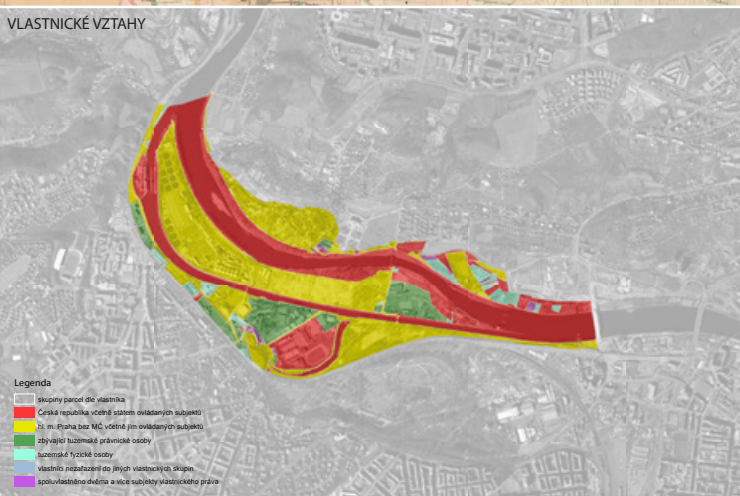 VLASTNICKÉ VZTAHY
Legenda
skupiny parcel dle vlastníka
Česká republika včetně státem ovládaných subjektů
hl. m. Praha bez MČ včetně jím ovládaných subjektů
zbývající tuzemské právnické osoby
tuzemské fyzické osoby
vlastníci nezařazení do jiných vlastnických skupin
spoluvlastněno dvěma a více subjekty vlastnického práva